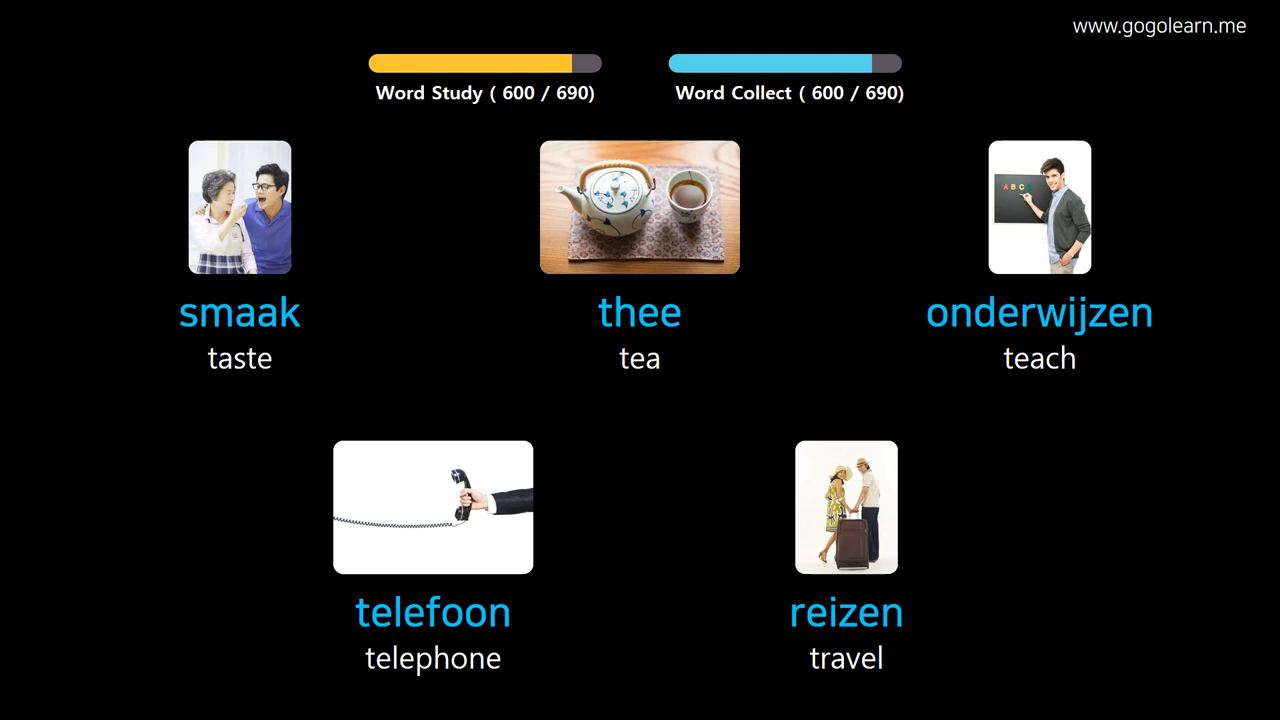 www.gogolearn.me
Word Study ( 600 / 690)
Word Collect ( 600 / 690)
A B C
smaak
thee
onderwijzen
taste
tea
teach
telefoon
reizen
telephone
travel